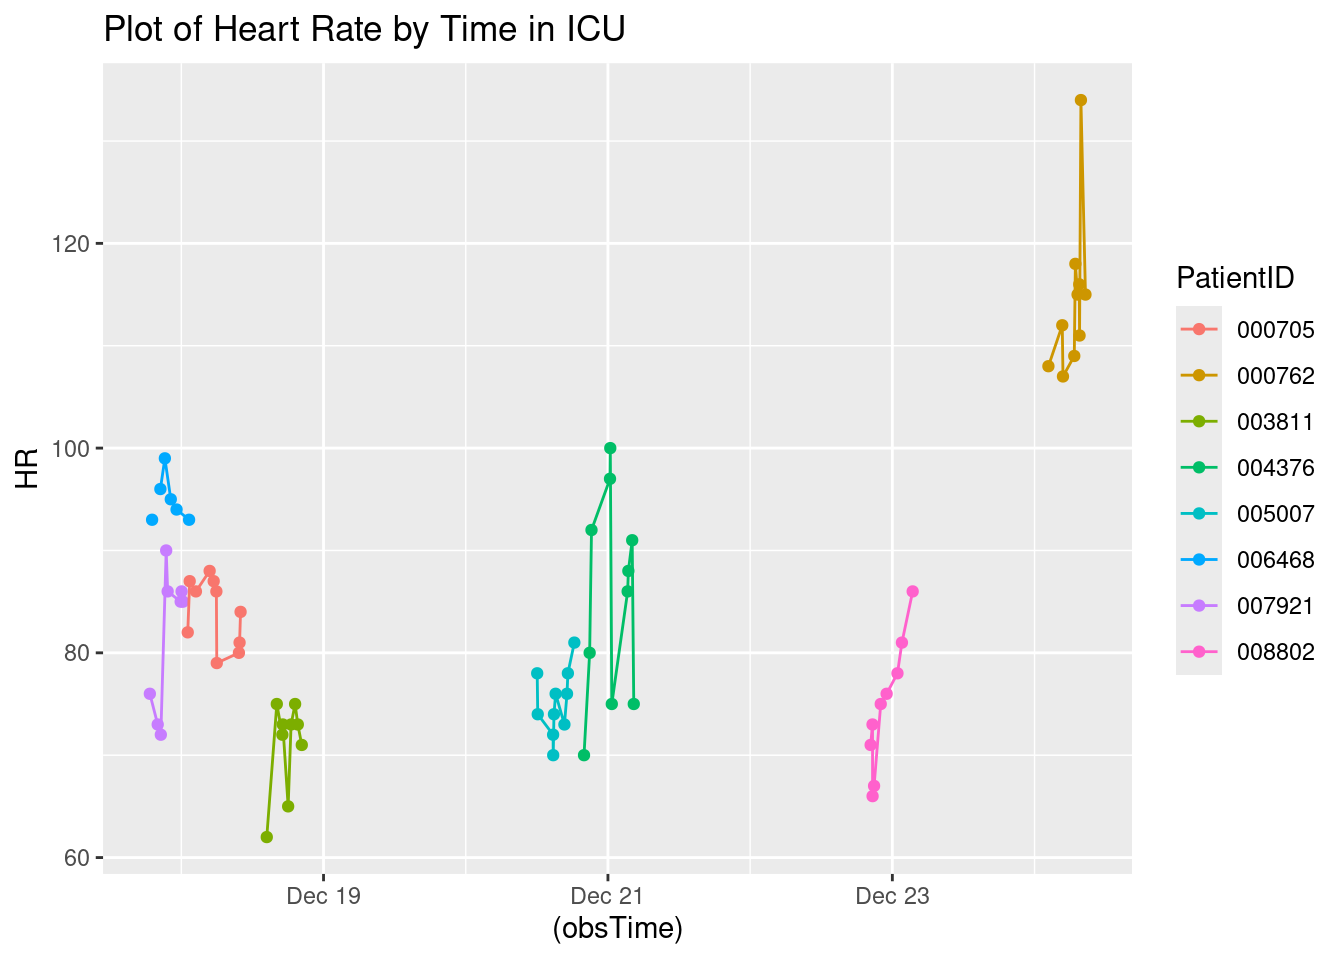 Plot of Heart Rate by Time in ICU
HR
120
100
80
60
Dec 19
Dec 21
Dec 23
(obsTime)
PatientID
000705
000762
003811
004376
005007
006468
007921
008802